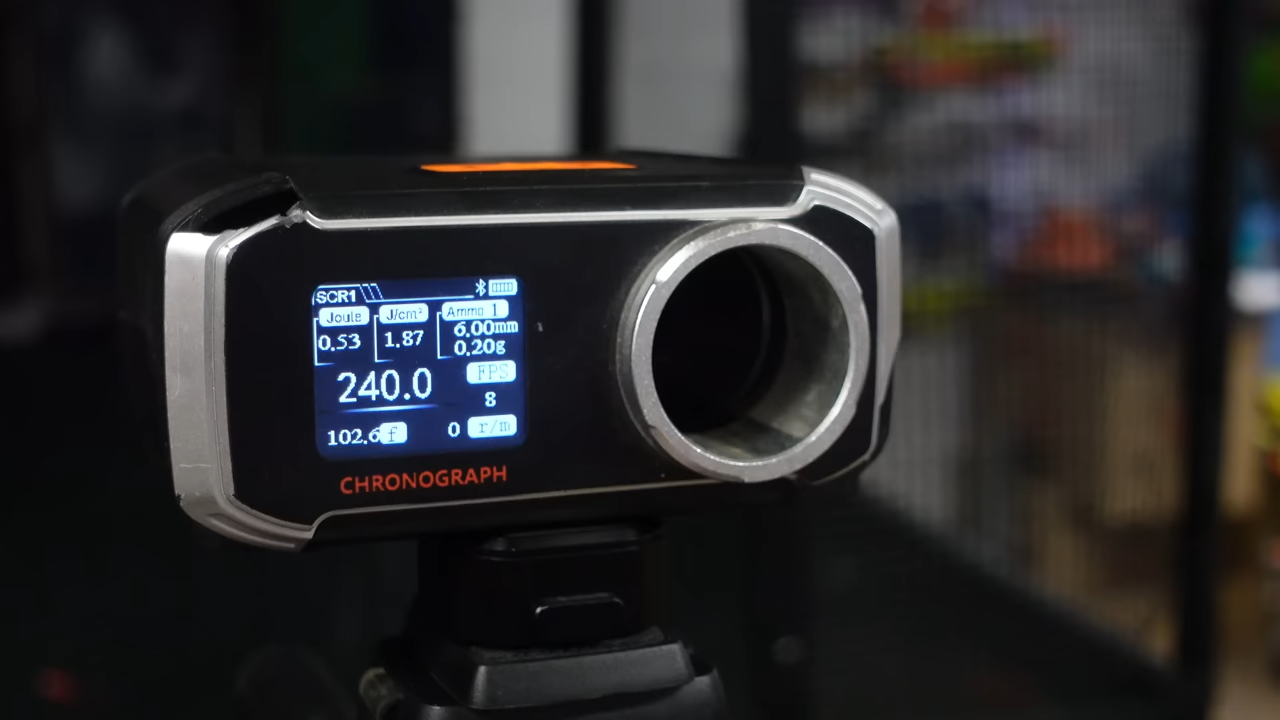 SCR1
Joule J/cm² Ammo 1
0.53 1.87 6.00mm
0.20g
240.0 FPS
8
102.6 f 0 r/m
CHRONOGRAPH